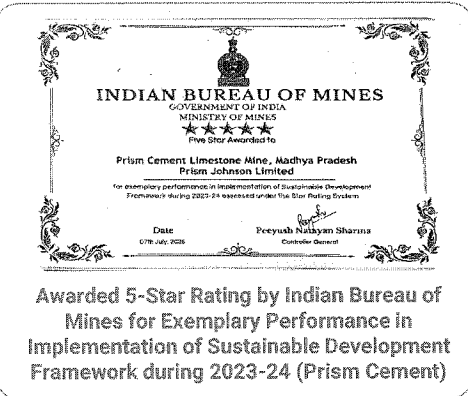 INDIAN BUREAU OF MINES
GOVERNMENT OF INDIA
MINISTRY OF MINES
Five Star Awarded to
Prism Cement Limestone Mine, Madhya Pradesh
Prism Johnson Limited
for exemplary performance in implementation of Sustainable Development
Framework during 2023-24 assessed under the Star Rating System
Date
Peeyush Narayan Sharma
07th July, 2025
Controller General
Awarded 5-Star Rating by Indian Bureau of
Mines for Exemplary Performance in
Implementation of Sustainable Development
Framework during 2023-24 (Prism Cement)